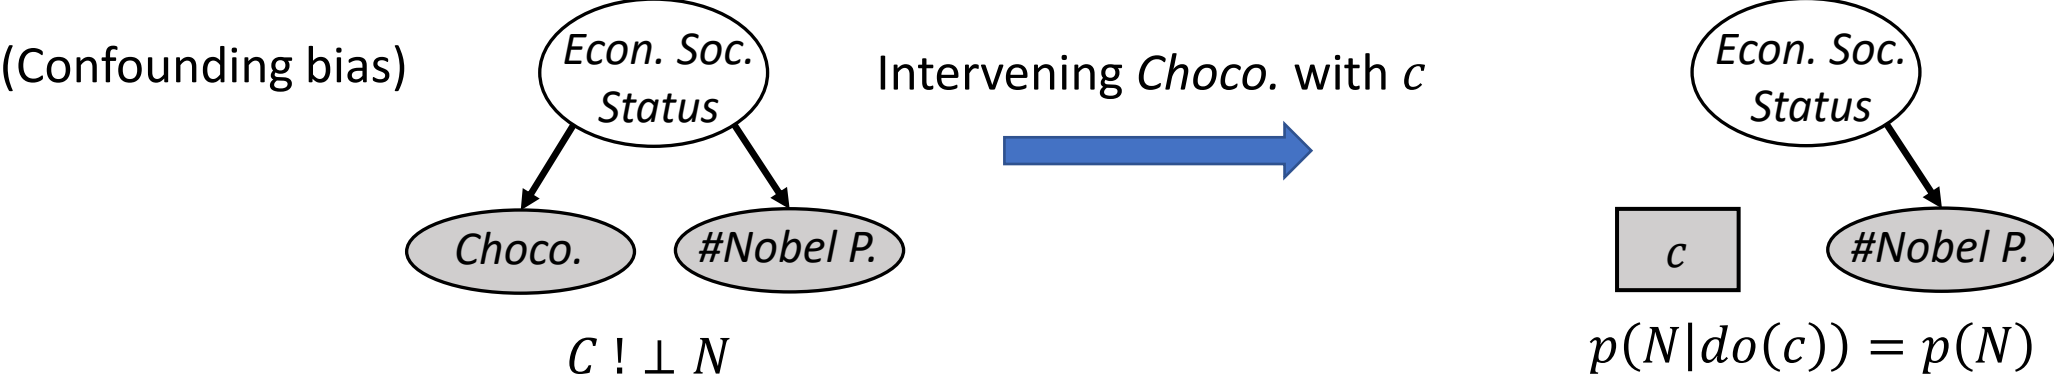 (Confounding bias)
Econ. Soc.
Status
Choco.
#Nobel P.
C ! ⊥ N
Intervening Choco. with c
Econ. Soc.
Status
c
#Nobel P.
p(N|do(c)) = p(N)